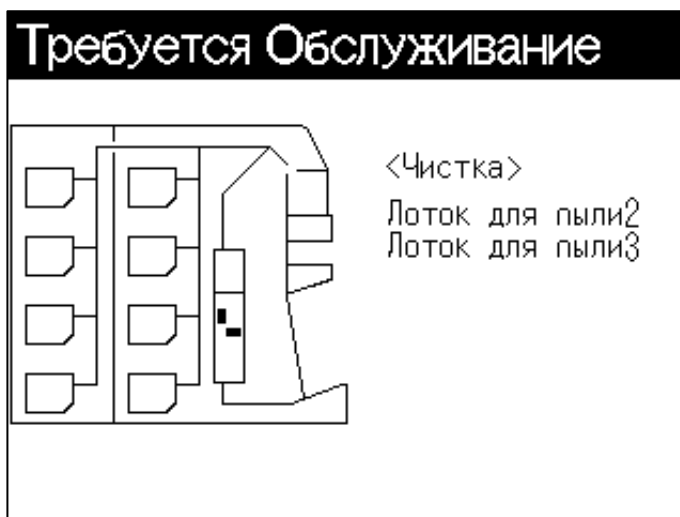 Требуется Обслуживание
<Чистка>
Лоток для пыли2
Лоток для пыли3